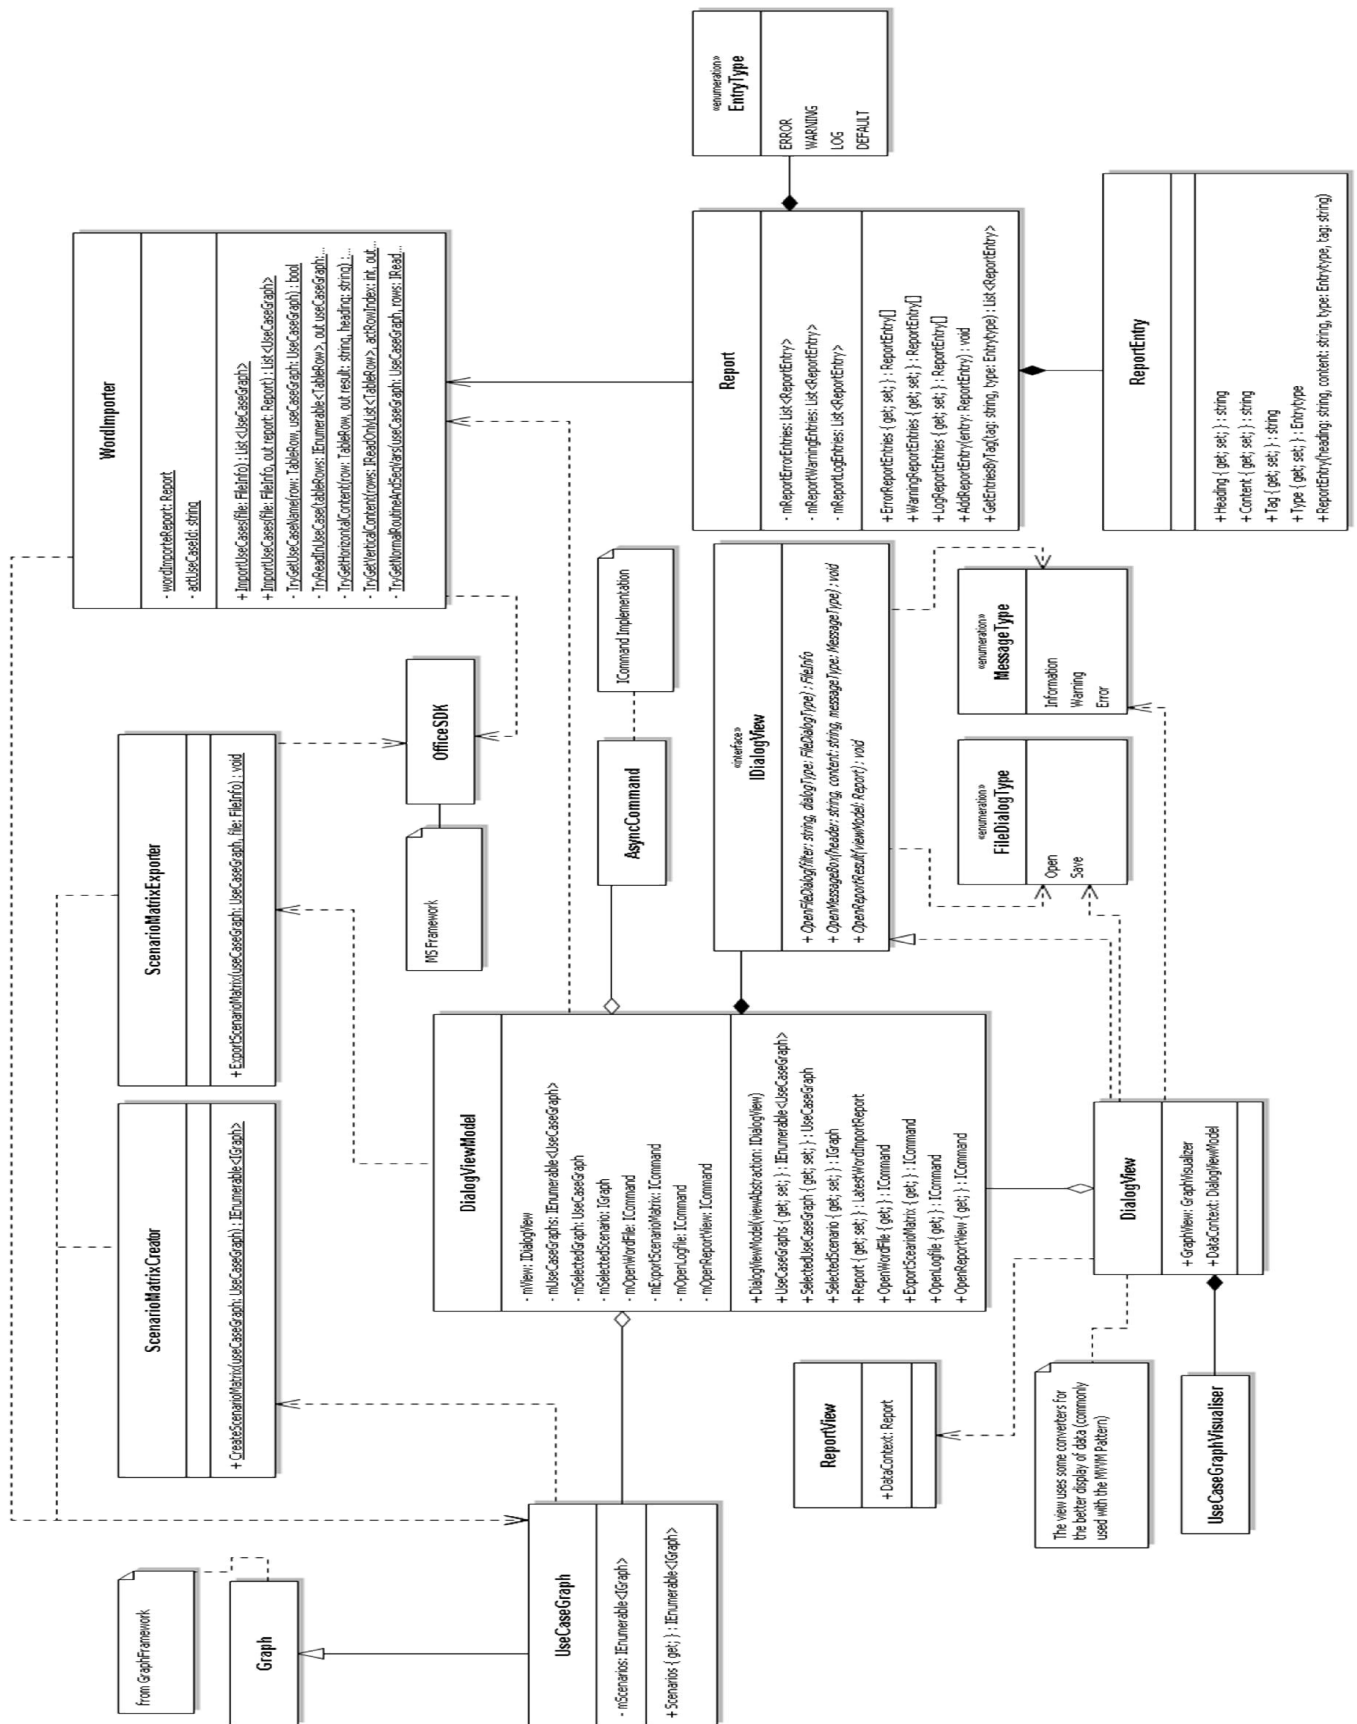 from GraphFramework
Graph
UseCaseGraph
- mScenarios: IEnumerable<IGraph>
+ Scenarios { get; } : IEnumerable<IGraph>
ScenarioMatrixCreator
+ CreateScenarioMatrix(useCaseGraph: UseCaseGraph) : IEnumerable<IGraph>
ScenarioMatrixExporter
+ ExportScenarioMatrix(useCaseGraph: UseCaseGraph, file: FileInfo) : void
WordImporter
- wordImporteReport: Report
- actUseCaseId: string
+ ImportUseCases(file: FileInfo) : List<UseCaseGraph>
+ ImportUseCases(file: FileInfo, out report: Report) : List<UseCaseGraph>
- TryGetUseCaseName(row: TableRow, useCaseGraph: UseCaseGraph) : bool
- TryReadInUseCase(tableRows: IEnumerable<TableRow>, out useCaseGraph:...
- TryGetHorizontalContent(row: TableRow, out result: string, heading: string) :...
- TryGetVerticalContent(rows: IReadOnlyList<TableRow>, actRowIndex: int, out...
- TryGetNormalRoutineAndSeqVars(useCaseGraph: UseCaseGraph, rows: IRead...
MS Framework
OfficeSDK
DialogViewModel
- mView: IDialogView
- mUseCaseGraphs: IEnumerable<UseCaseGraph>
- mSelectedGraph: UseCaseGraph
- mSelectedScenario: IGraph
- mOpenWordFile: ICommand
- mExportScenarioMatrix: ICommand
- mOpenLogfile: ICommand
- mOpenReportView: ICommand
+ DialogViewModel(viewAbstraction: IDialogView)
+ UseCaseGraphs { get; set; } : IEnumerable<UseCaseGraph>
+ SelectedUseCaseGraph { get; set; } : UseCaseGraph
+ SelectedScenario { get; set; } : IGraph
+ Report { get; set; } : LatestWordImportReport
+ OpenWordFile { get; } : ICommand
+ ExportScearioMatrix { get; } : ICommand
+ OpenLogfile { get; } : ICommand
+ OpenReportView { get; } : ICommand
AsyncCommand
ICommand Implementation
«interface»
IDialogView
+ OpenFileDialog(filter: string, dialogType: FileDialogType) : FileInfo
+ OpenMessageBox(header: string, content: string, messageType: MessageType) : void
+ OpenReportResult(viewModel: Report) : void
Report
- mReportErrorEntries: List<ReportEntry>
- mReportWarningEntries: List<ReportEntry>
- mReportLogEntries: List<ReportEntry>
+ ErrorReportEntries { get; set; } : ReportEntry[]
+ WarningReportEntries { get; set; } : ReportEntry[]
+ LogReportEntries { get; set; } : ReportEntry[]
+ AddReportEntry(entry: ReportEntry) : void
+ GetEntriesByTag(tag: string, type: Entrytype) : List<ReportEntry>
«enumeration»
EntryType
ERROR
WARNING
LOG
DEFAULT
ReportView
+ DataContext: Report
«enumeration»
FileDialogType
Open
Save
«enumeration»
MessageType
Information
Warning
Error
The view uses some converters for
the better display of data (commonly
used with the MVVM Pattern)
DialogView
+ GraphView: GraphVisualizer
+ DataContext: DialogViewModel
ReportEntry
+ Heading { get; set; } : string
+ Content { get; set; } : string
+ Tag { get; set; } : string
+ Type { get; set; } : Entrytype
+ ReportEntry(heading: string, content: string, type: Entrytype, tag: string)
UseCaseGraphVisualiser